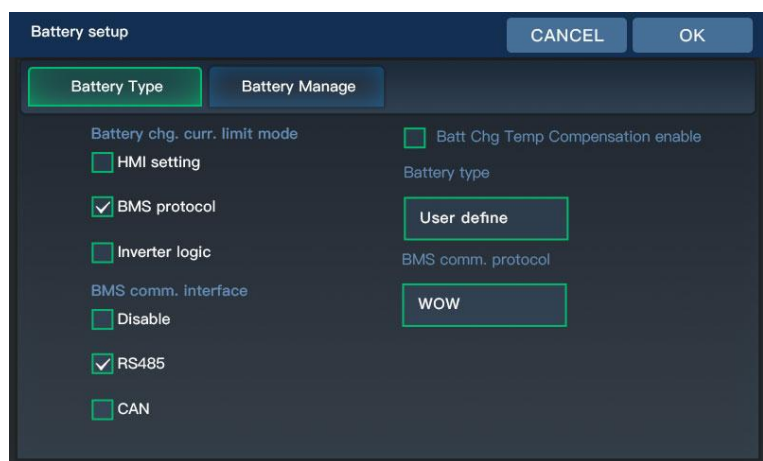 Battery setup
CANCEL
OK
Battery Type
Battery Manage
Battery chg. curr. limit mode
HMI setting
BMS protocol
Inverter logic
BMS comm. interface
Disable
RS485
CAN
Batt Chg Temp Compensation enable
Battery type
User define
BMS comm. protocol
WOW